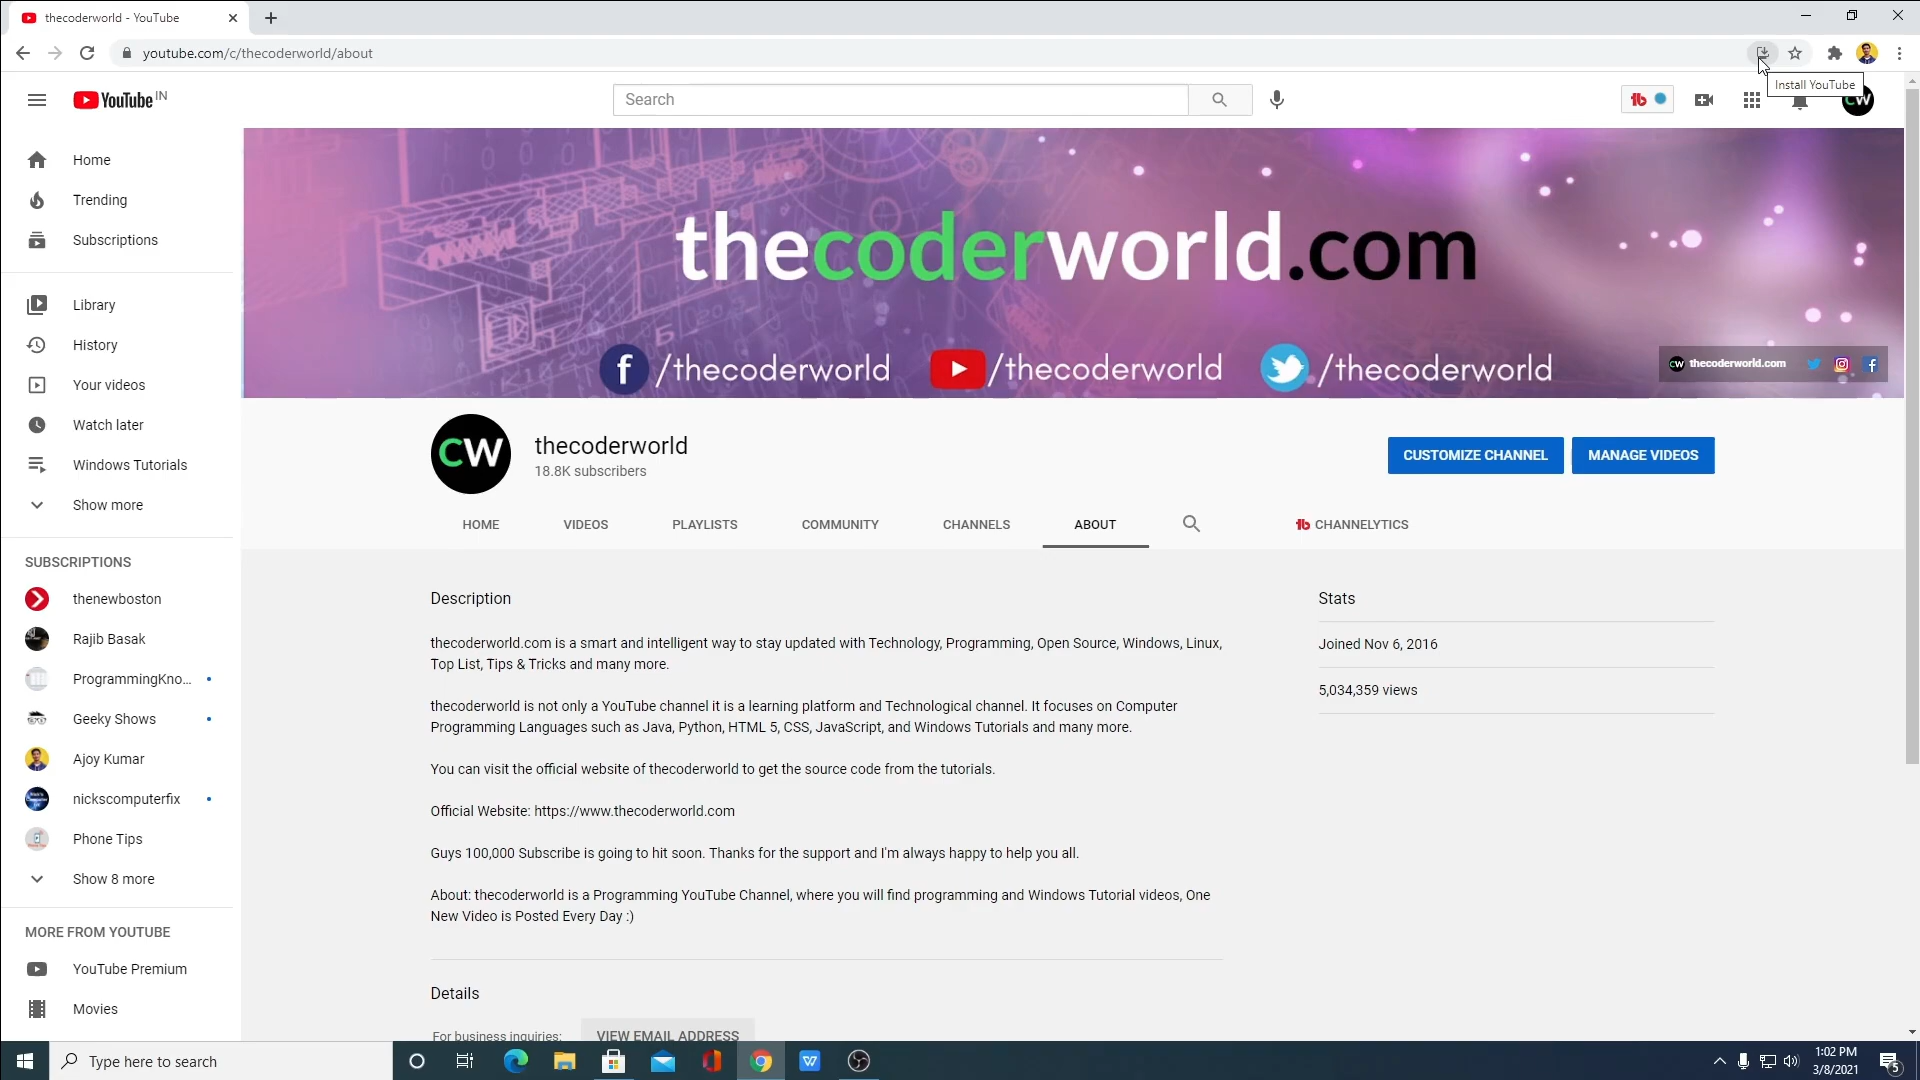 thecoderworld - YouTube
youtube.com/c/thecoderworld/about
Install YouTube
YouTube IN
Search
CW
Home
Trending
Subscriptions
Library
History
Your videos
Watch later
Windows Tutorials
Show more
SUBSCRIPTIONS
thenewboston
Rajib Basak
ProgrammingKno...
Geeky Shows
Ajoy Kumar
nickscomputerfix
Phone Tips
Show 8 more
MORE FROM YOUTUBE
YouTube Premium
Movies
thecoderworld.com
/thecoderworld /thecoderworld /thecoderworld
CW thecoderworld.com
CW
thecoderworld
18.8K subscribers
CUSTOMIZE CHANNEL MANAGE VIDEOS
HOME VIDEOS PLAYLISTS COMMUNITY CHANNELS ABOUT CHANNELYTICS
Description
thecoderworld.com is a smart and intelligent way to stay updated with Technology, Programming, Open Source, Windows, Linux,
Top List, Tips & Tricks and many more.
thecoderworld is not only a YouTube channel it is a learning platform and Technological channel. It focuses on Computer
Programming Languages such as Java, Python, HTML 5, CSS, JavaScript, and Windows Tutorials and many more.
You can visit the official website of thecoderworld to get the source code from the tutorials.
Official Website: https://www.thecoderworld.com
Guys 100,000 Subscribe is going to hit soon. Thanks for the support and I'm always happy to help you all.
About: thecoderworld is a Programming YouTube Channel, where you will find programming and Windows Tutorial videos, One
New Video is Posted Every Day :)
Details
For business inquiries: VIEW EMAIL ADDRESS
Stats
Joined Nov 6, 2016
5,034,359 views
Type here to search
1:02 PM
3/8/2021
5